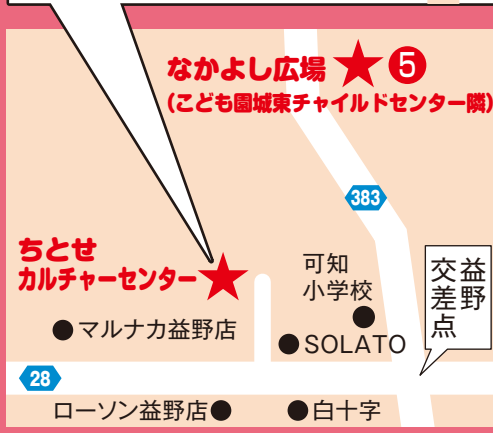 なかよし広場 ★ 5
(こども園城東チャイルドセンター隣)
383
ちとせ
カルチャーセンター★
可知
小学校
益野
交差点
●マルナカ益野店
●SOLATO
28
ローソン益野店●
●白十字